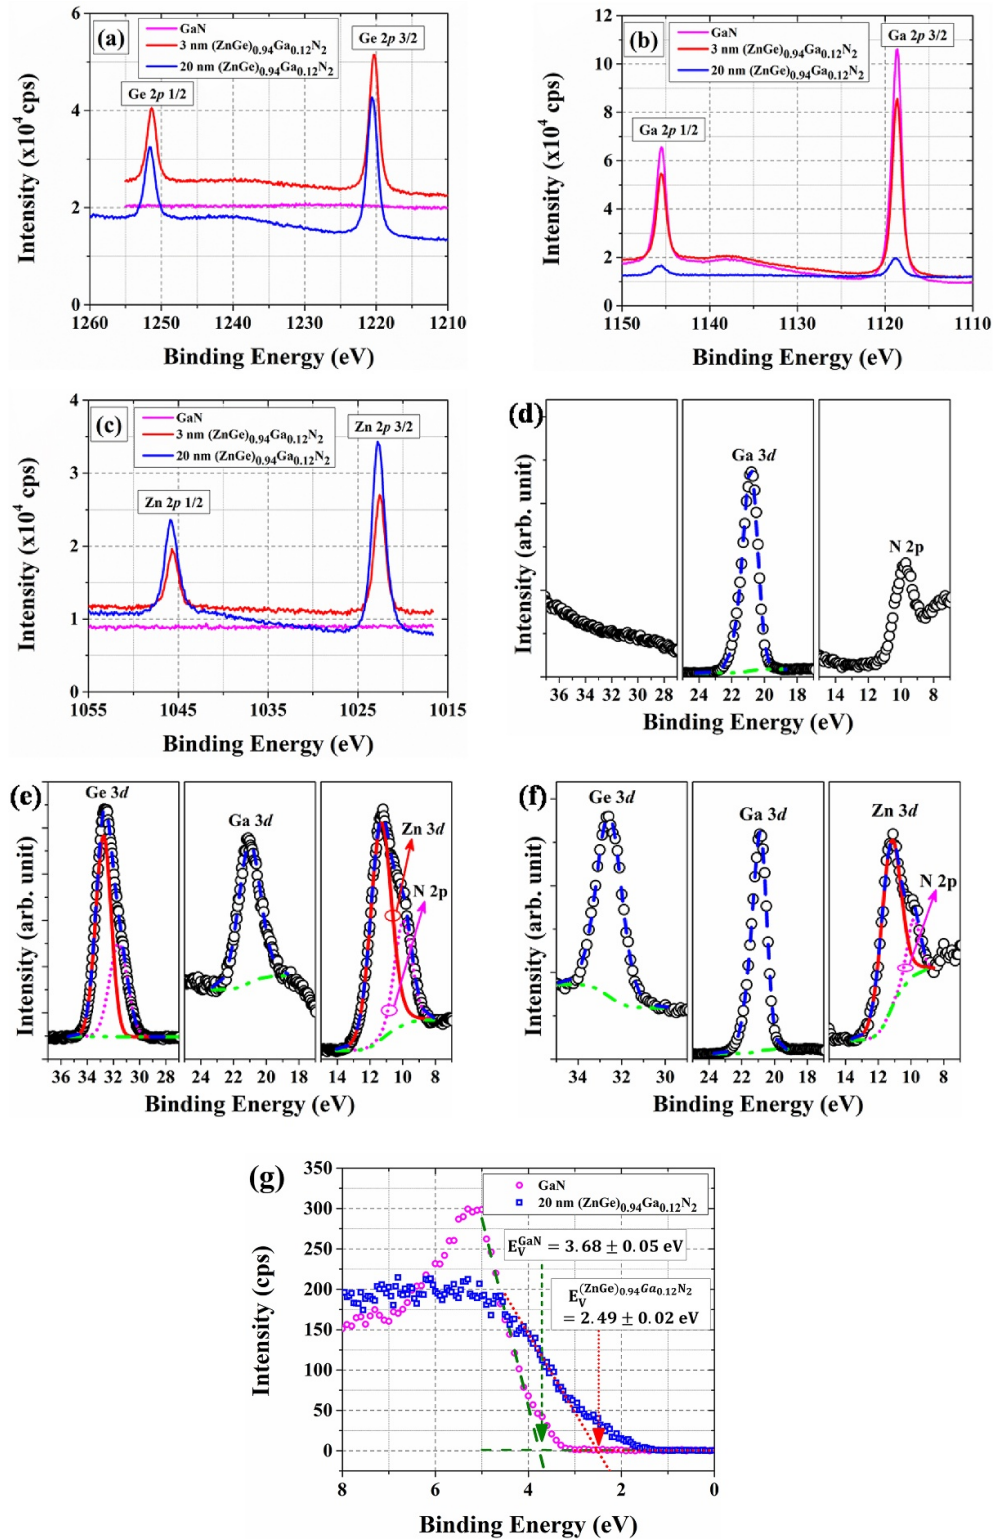 (a)
GaN
3 nm (ZnGe)0.94Ga0.12N2
20 nm (ZnGe)0.94Ga0.12N2
Ge 2p 3/2
Ge 2p 1/2
Intensity (x10⁴ cps)
6
4
2
0
1260 1250 1240 1230 1220 1210
Binding Energy (eV)
(b)
GaN
3 nm (ZnGe)0.94Ga0.12N2
20 nm (ZnGe)0.94Ga0.12N2
Ga 2p 3/2
Ga 2p 1/2
Intensity (x10⁴ cps)
12
10
8
6
4
2
0
1150 1140 1130 1120 1110
Binding Energy (eV)
(c)
GaN
3 nm (ZnGe)0.94Ga0.12N2
20 nm (ZnGe)0.94Ga0.12N2
Zn 2p 3/2
Zn 2p 1/2
Intensity (x10⁴ cps)
4
3
2
1
0
1055 1045 1035 1025 1015
Binding Energy (eV)
(d)
Ga 3d
N 2p
Intensity (arb. unit)
36 34 32 30 28 24 22 20 18 14 12 10 8
Binding Energy (eV)
(e)
Ge 3d
Ga 3d
Zn 3d
N 2p
Intensity (arb. unit)
36 34 32 30 28 24 22 20 18 14 12 10 8
Binding Energy (eV)
(f)
Ge 3d
Ga 3d
Zn 3d
N 2p
Intensity (arb. unit)
35 30 24 22 20 18 14 12 10 8
Binding Energy (eV)
(g)
GaN
20 nm (ZnGe)0.94Ga0.12N2
E_V^GaN = 3.68 ± 0.05 eV
E_V^(ZnGe)0.94Ga0.12N2
= 2.49 ± 0.02 eV
Intensity (cps)
350
300
250
200
150
100
50
0
8 6 4 2 0
Binding Energy (eV)